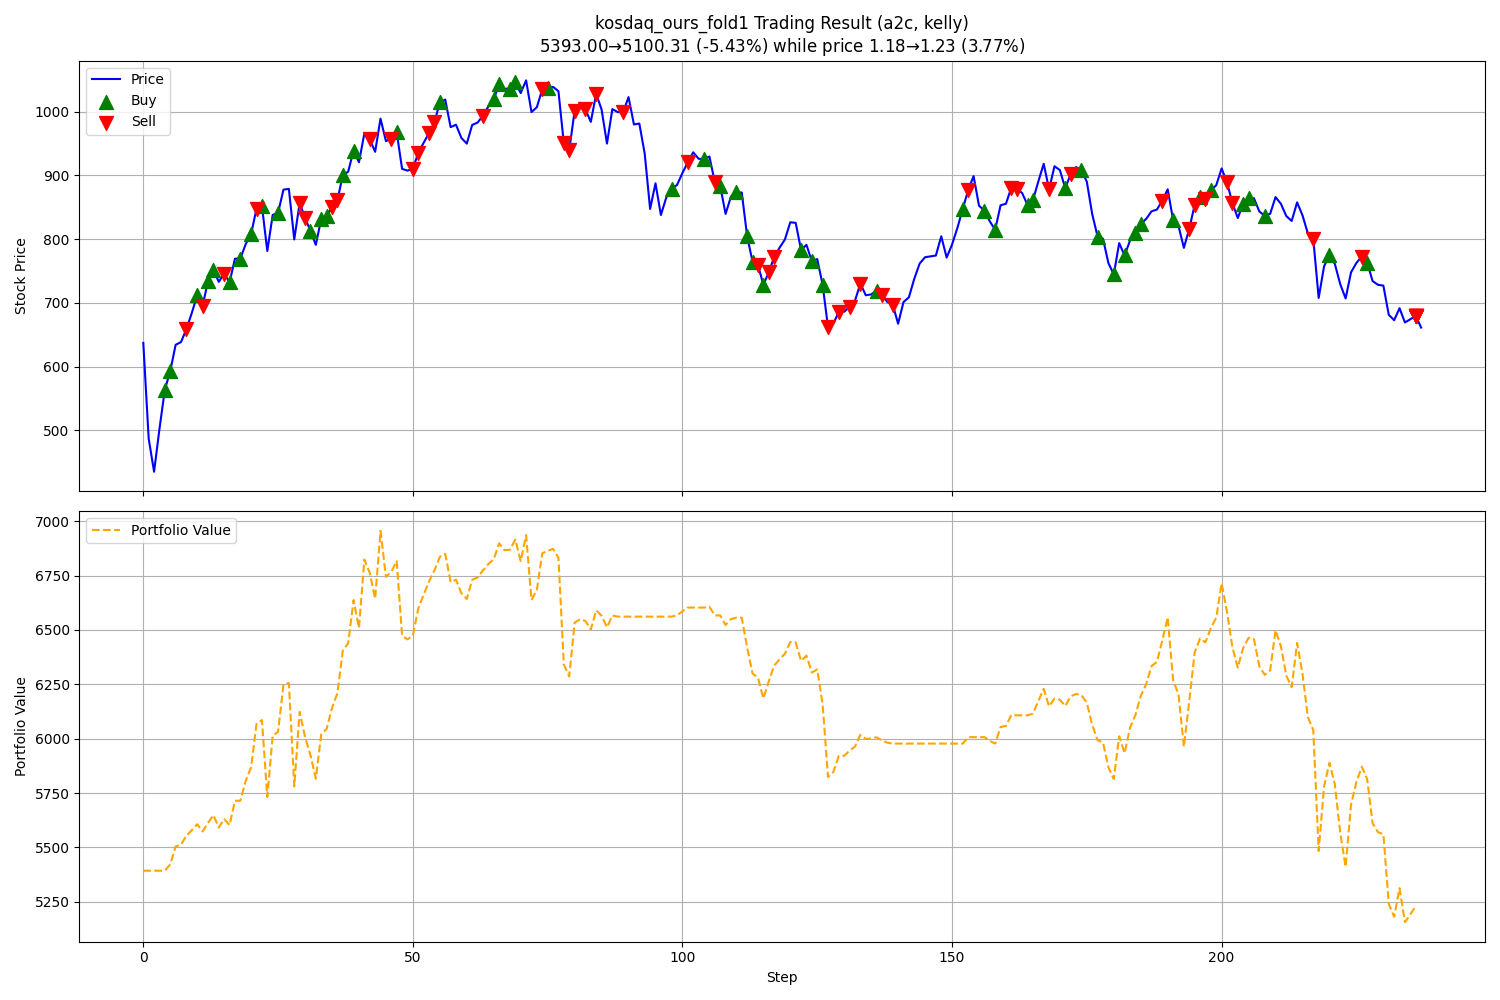 kosdaq_ours_fold1 Trading Result (a2c, kelly)
5393.00→5100.31 (-5.43%) while price 1.18→1.23 (3.77%)
Price
Buy
Sell
1000
900
800
700
600
500
Stock Price
Portfolio Value
7000
6750
6500
6250
6000
5750
5500
5250
Portfolio Value
0
50
100
150
200
Step